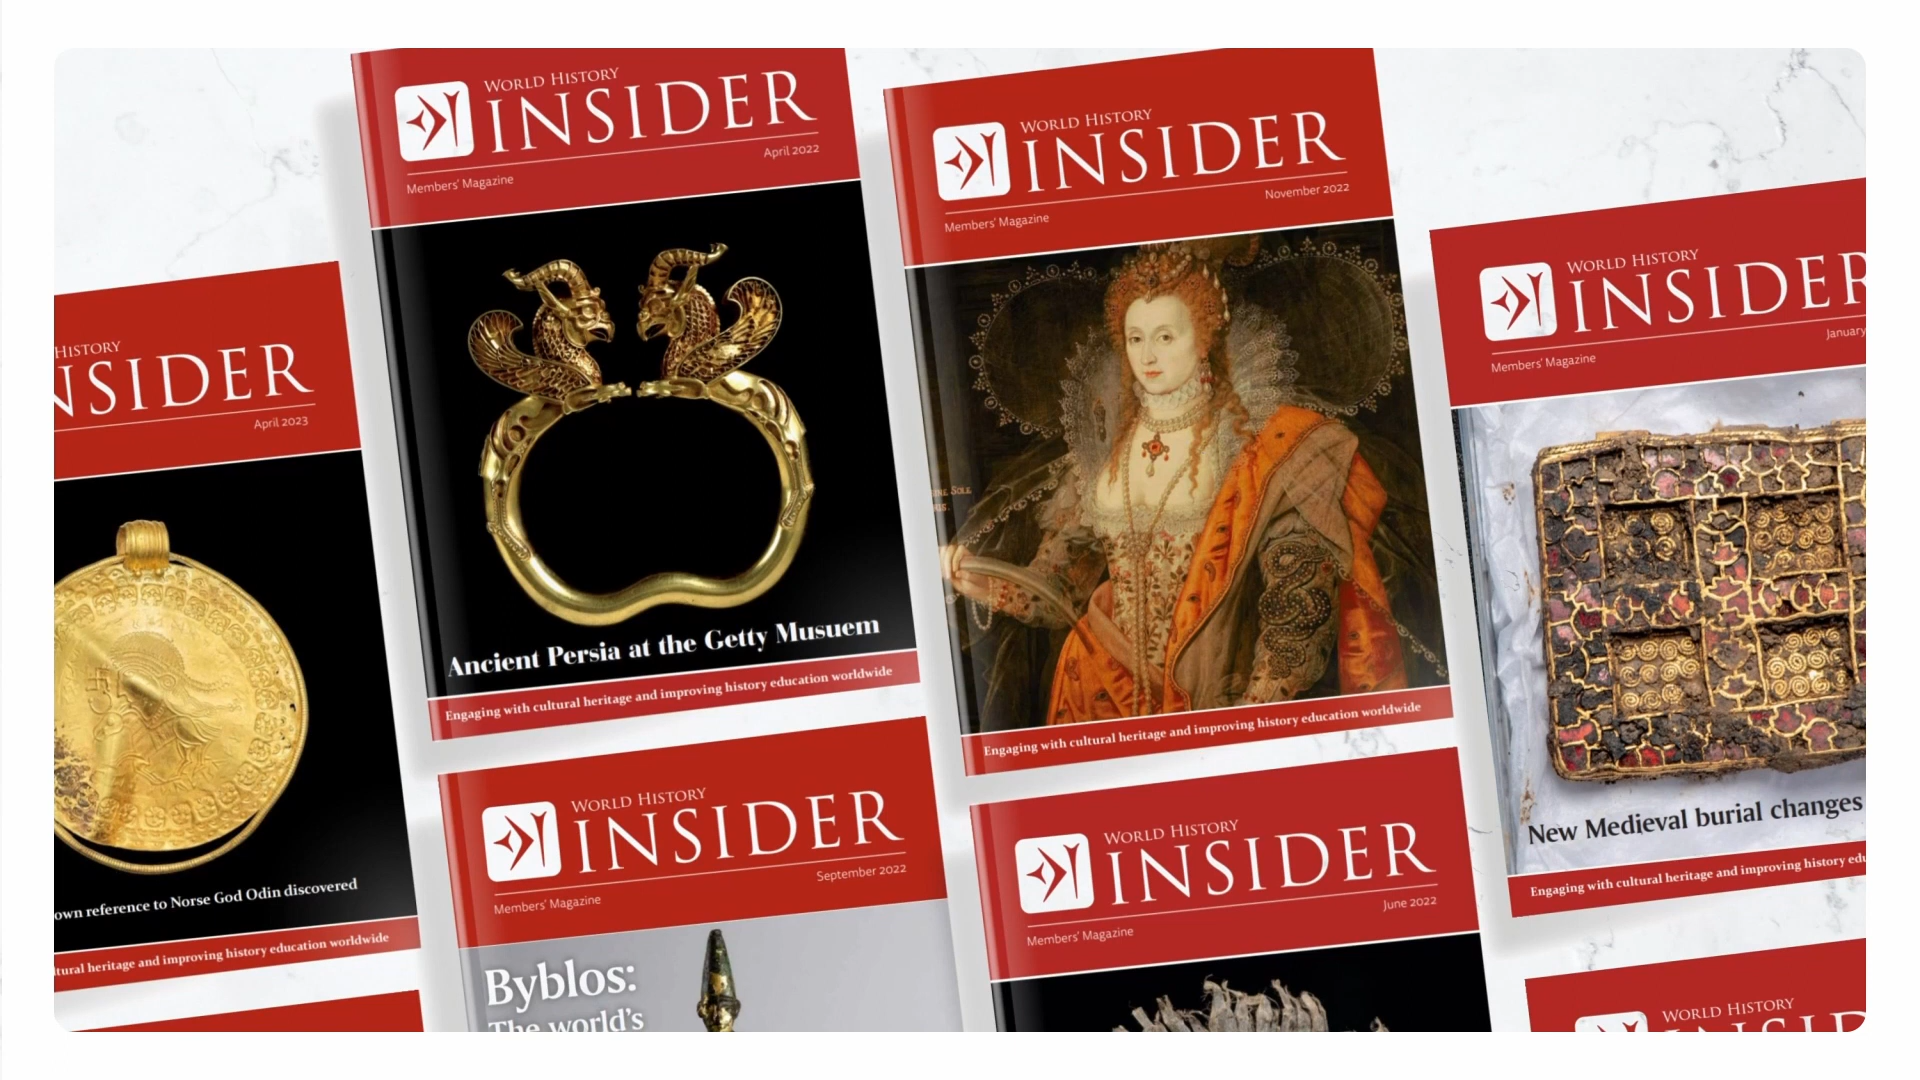 WORLD HISTORY
INSIDER
April 2022
Members' Magazine
Ancient Persia at the Getty Musuem
Engaging with cultural heritage and improving history education worldwide
WORLD HISTORY
INSIDER
November 2022
Members' Magazine
Engaging with cultural heritage and improving history education worldwide
WORLD HISTORY
INSIDER
January
Members' Magazine
New Medieval burial changes
Engaging with cultural heritage and improving history edu
HISTORY
NSIDER
April 2023
own reference to Norse God Odin discovered
ltural heritage and improving history education worldwide
WORLD HISTORY
INSIDER
September 2022
Members' Magazine
Byblos:
The world's
WORLD HISTORY
INSIDER
June 2022
Members' Magazine
WORLD HISTORY